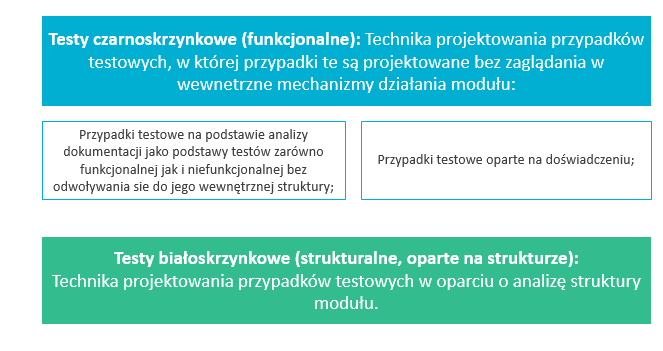 Testy czarnoskrzynkowe (funkcjonalne): Technika projektowania przypadków
testowych, w której przypadki te są projektowane bez zaglądania w
wewnetrzne mechanizmy działania modułu:
Przypadki testowe na podstawie analizy
dokumentacji jako podstawy testów zarówno
funkcjonalnej jak i niefunkcjonalnej bez
odwoływania sie do jego wewnętrznej struktury;
Przypadki testowe oparte na doświadczeniu;
Testy białoskrzynkowe (strukturalne, oparte na strukturze):
Technika projektowania przypadków testowych w oparciu o analizę struktury
modułu.